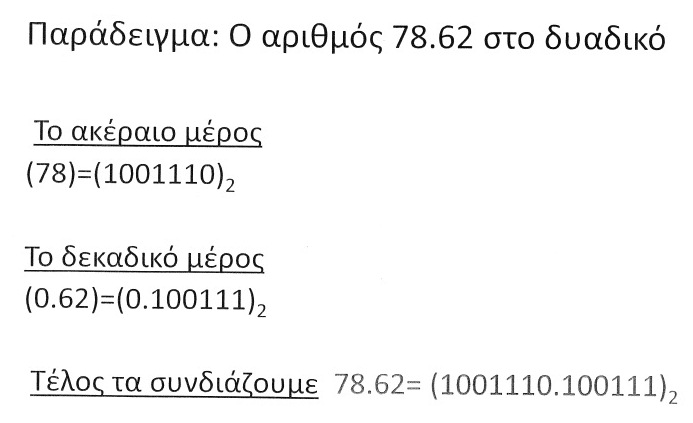 Παράδειγμα: Ο αριθμός 78.62 στο δυαδικό
Το ακέραιο μέρος
(78)=(1001110)₂
Το δεκαδικό μέρος
(0.62)=(0.100111)₂
Τέλος τα συνδιάζουμε 78.62= (1001110.100111)₂